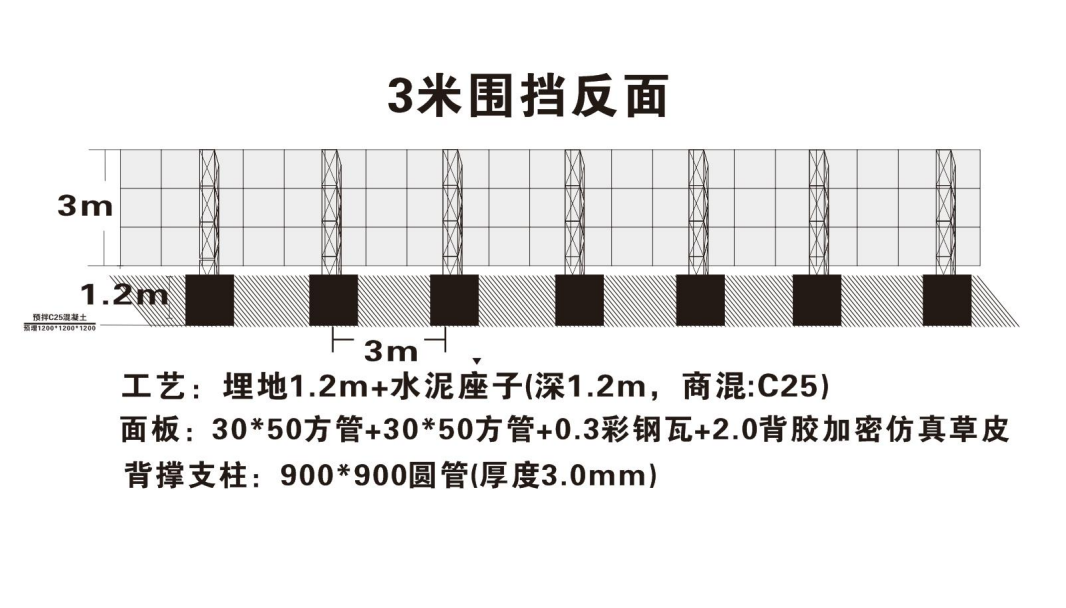 3米围挡反面
3m
1.2m
预拌C25混凝土
预埋1200*1200*1200
3m
工艺：埋地1.2m+水泥座子(深1.2m，商混:C25)
面板：30*50方管+30*50方管+0.3彩钢瓦+2.0背胶加密仿真草皮
背撑支柱：900*900圆管(厚度3.0mm)